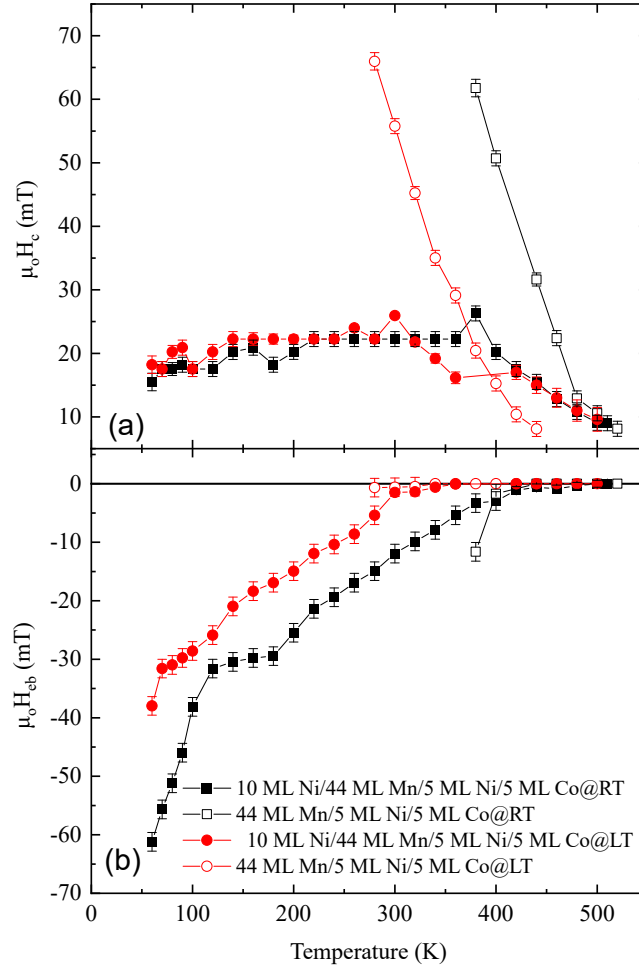 70
60
50
40
30
20
10
μₒH_c (mT)
(a)
0
-10
-20
-30
-40
-50
-60
-70
μₒH_eb (mT)
10 ML Ni/44 ML Mn/5 ML Ni/5 ML Co@RT
44 ML Mn/5 ML Ni/5 ML Co@RT
10 ML Ni/44 ML Mn/5 ML Ni/5 ML Co@LT
44 ML Mn/5 ML Ni/5 ML Co@LT
(b)
0 100 200 300 400 500
Temperature (K)